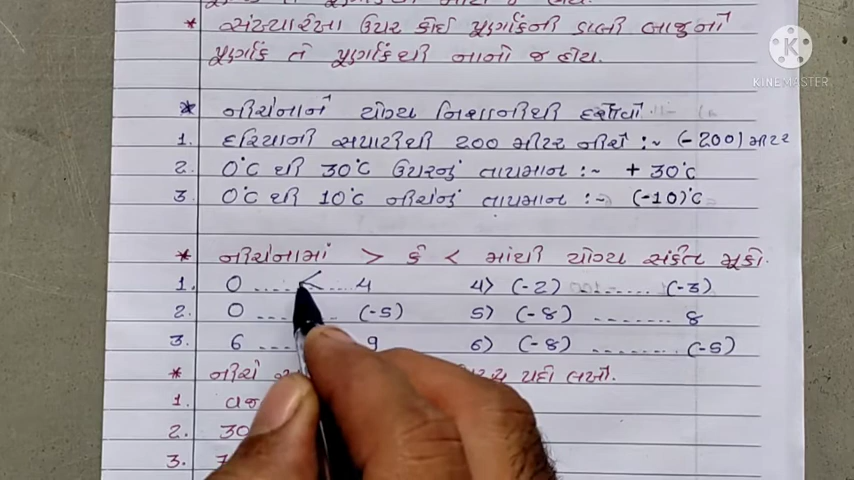 * સંખ્યારેખા ઉપર કોઈ પૂર્ણાંકની ડાબી બાજુનો
પૂર્ણાંક તે પૂર્ણાંકથી નાનો જ હોય.
KINEMASTER
* નીચેનાને યોગ્ય નિશાનીથી દર્શાવો
1. દરિયાની સપાટીથી 200 મીટર નીચે :~ (-200) મીટર
2. 0°C થી 30°C ઉપરનું તાપમાન :~ + 30°C
3. 0°C થી 10°C નીચેનું તાપમાન :~ (-10)°C
* નીચેનામાં > કે < માંથી યોગ્ય સંકેત મૂકો.
1. 0 ....<.... 4 4) (-2) ........ (-3)
2. 0 ........ (-5) 5) (-8) ........ 8
3. 6 .... 9 6) (-8) ........ (-5)
* નીચે લખો.
1.
2. 30
3.